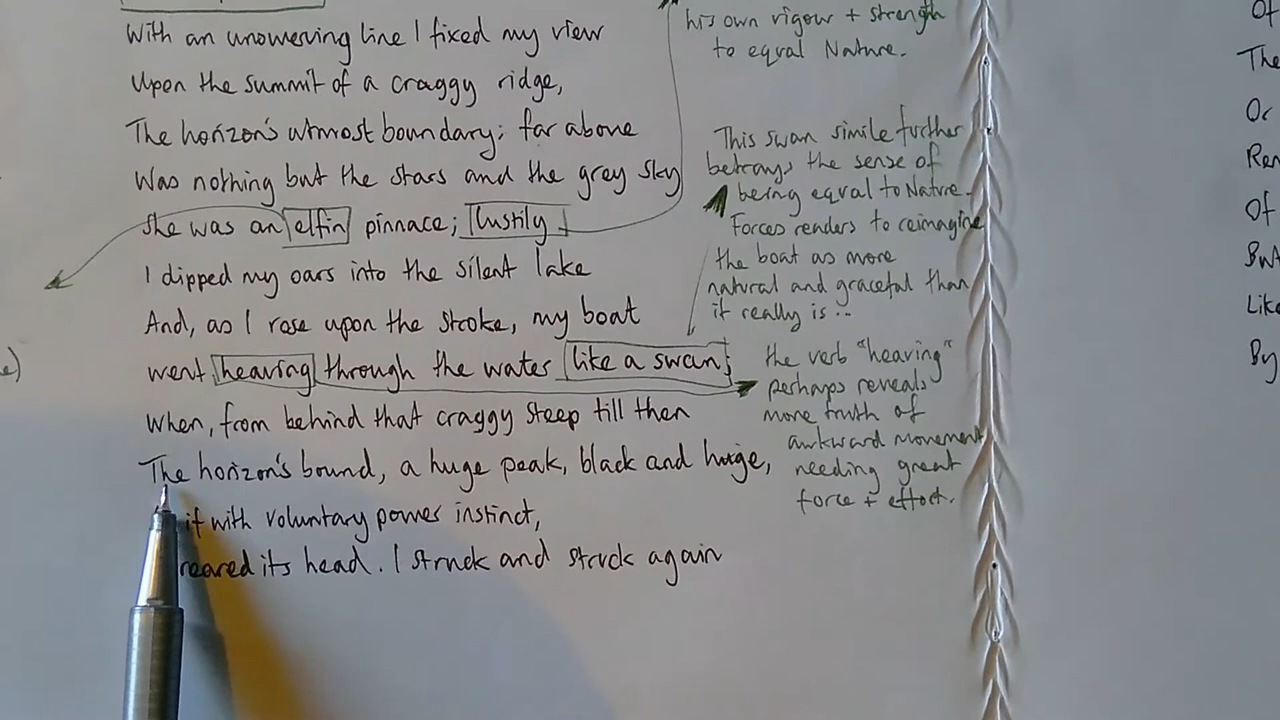 With an unswerving line I fixed my view
Upon the summit of a craggy ridge,
The horizon's utmost boundary; far above
Was nothing but the stars and the grey sky
She was an elfin pinnace; lustily
I dipped my oars into the silent lake
And, as I rose upon the stroke, my boat
went heaving through the water like a swan;
When, from behind that craggy steep till then
The horizon's bound, a huge peak, black and huge,
if with voluntary power instinct,
reared its head. I struck and struck again
his own rigour + strength
to equal Nature.
This swan simile further
betrays the sense of
being equal to Nature.
Forces renders to reimagine
the boat as more
natural and graceful than
it really is ..
the verb "heaving"
perhaps reveals
more truth of
awkward movement
needing great
force + effort.
e)
Of
The
Or
Ren
Of
But
Like
By